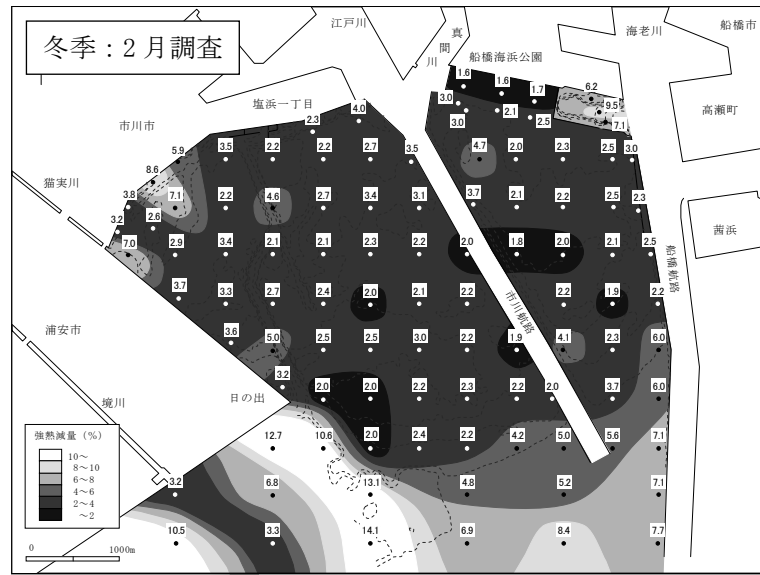 冬季：2月調査
江戸川
真間川
船橋海浜公園
海老川
船橋市
高瀬町
塩浜一丁目
市川市
猫実川
茜浜
船橋航路
市川航路
浦安市
境川
日の出
1.6 1.6 1.7 6.2
3.0 9.5
4.0 3.0 2.1 2.5 7.1
2.3
5.9 3.5 2.2 2.2 2.7 3.5 4.7 2.0 2.3 2.5 3.0
8.6
3.8 7.1 2.2 4.6 2.7 3.4 3.1 3.7 2.1 2.2 2.5 2.3
3.2 2.6
7.0 2.9 3.4 2.1 2.1 2.3 2.2 2.0 1.8 2.0 2.1 2.5
3.7 3.3 2.7 2.4 2.0 2.1 2.2 2.2 1.9 2.2
3.6 5.0 2.5 2.5 3.0 2.2 1.9 4.1 2.3 6.0
3.2 2.0 2.0 2.2 2.3 2.2 2.0 3.7 6.0
12.7 10.6 2.0 2.4 2.2 4.2 5.0 5.6 7.1
3.2 6.8 13.1 4.8 5.2 7.1
10.5 3.3 14.1 6.9 8.4 7.7
強熱減量（%）
10～
8～10
6～8
4～6
2～4
～2
0 1000m